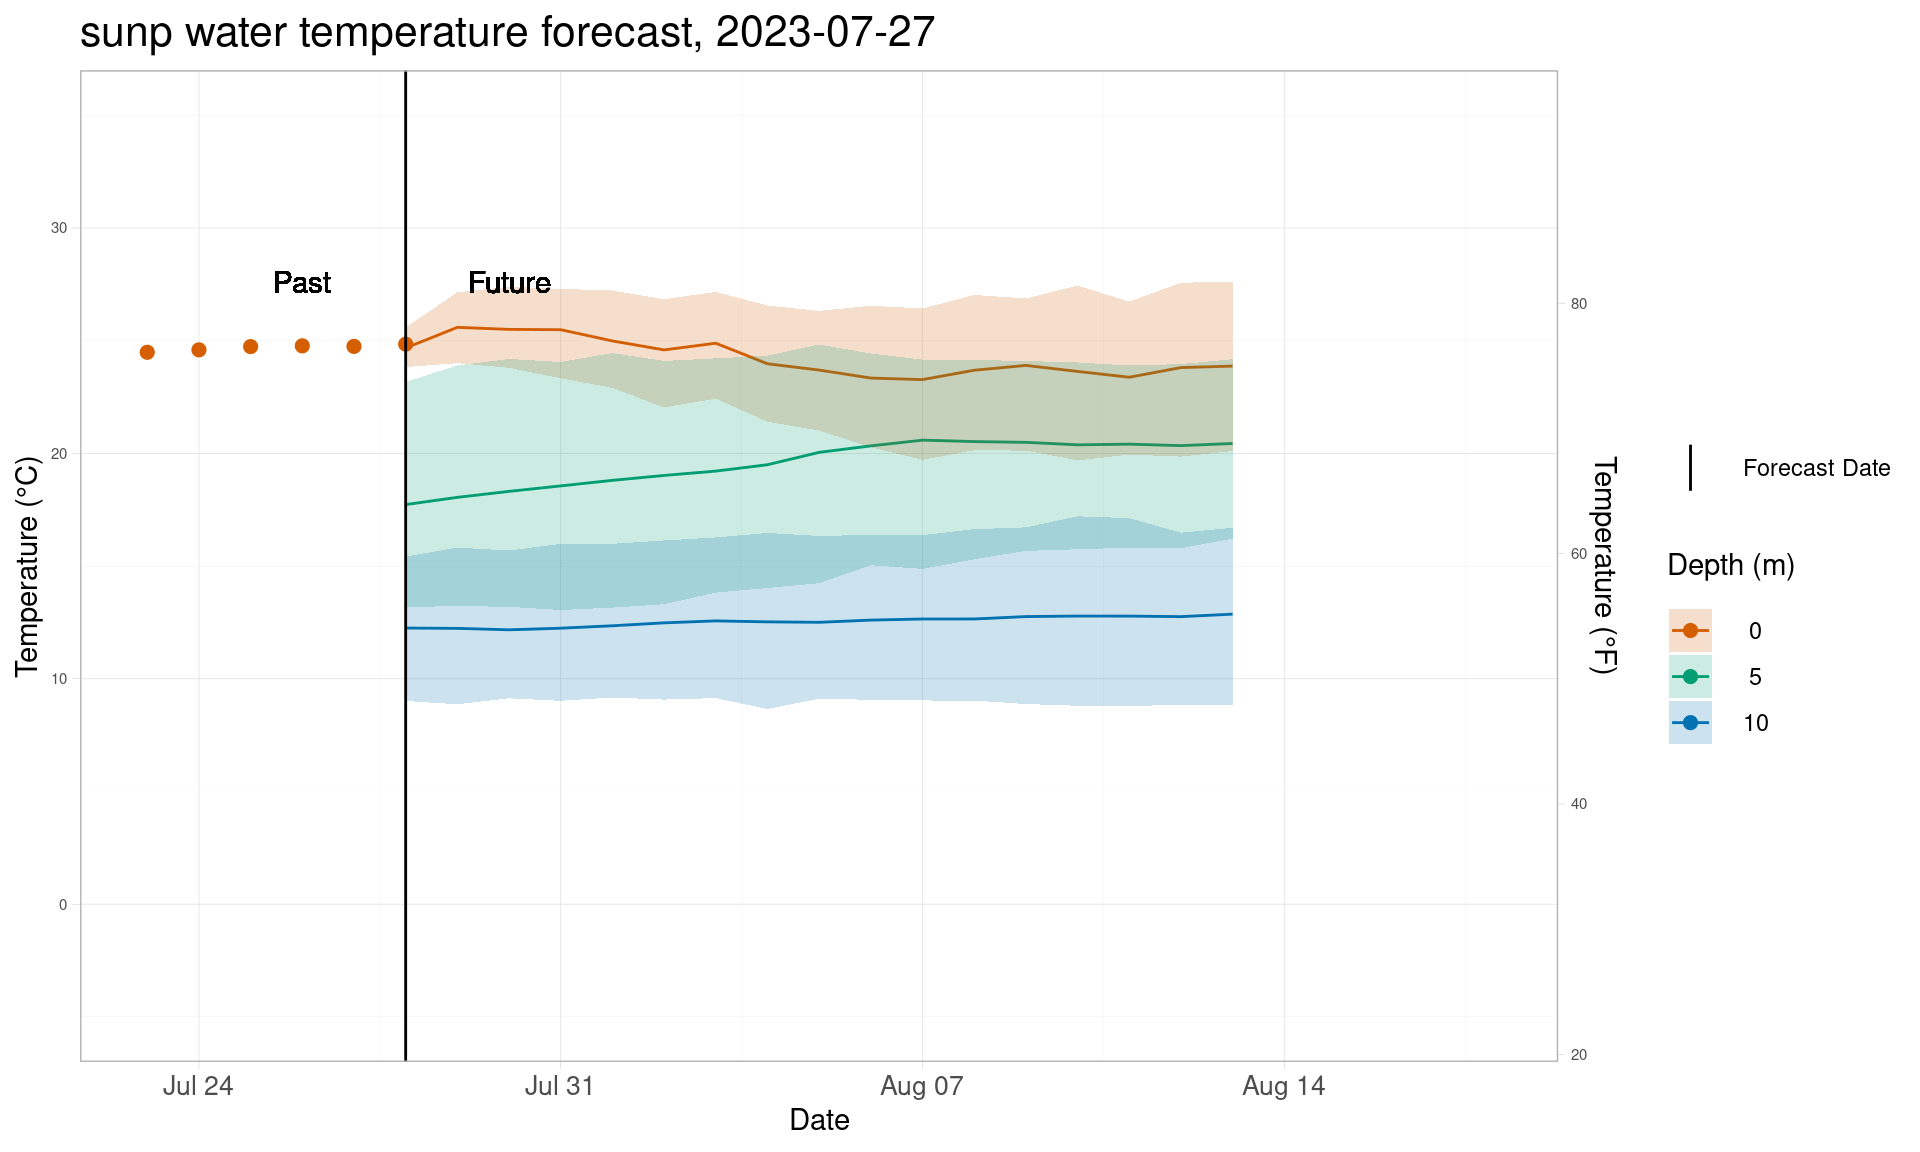 sunp water temperature forecast, 2023-07-27
Past
Future
30
20
10
0
80
60
40
20
Temperature (°C)
Temperature (°F)
Jul 24
Jul 31
Aug 07
Aug 14
Date
Forecast Date
Depth (m)
0
5
10